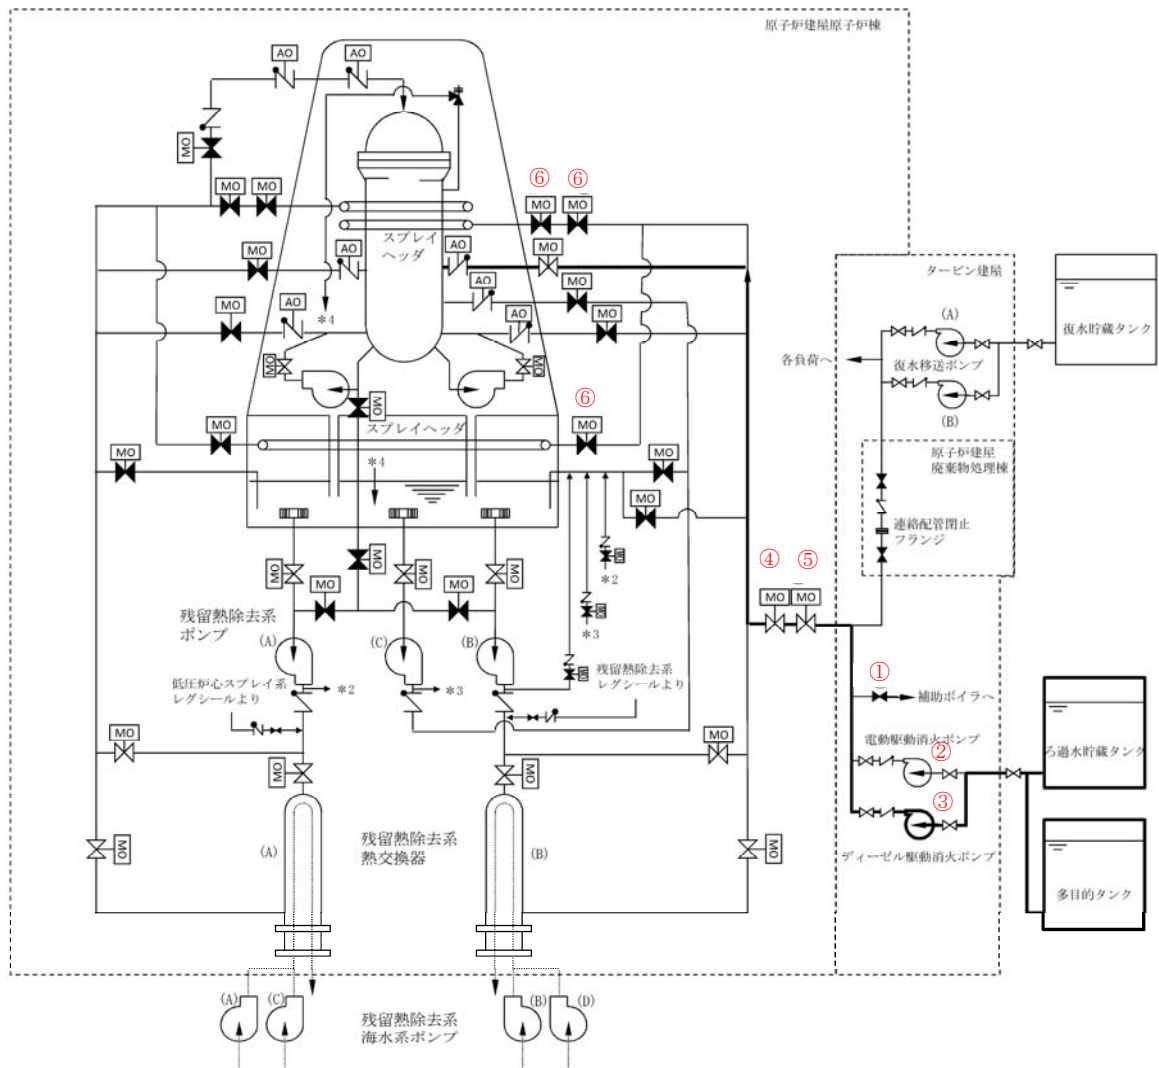 原子炉建屋原子炉棟
AO
AO
MO
MO
MO
⑥
⑥
MO
MO
スプレイ
ヘッダ
MO
AO
AO
MO
AO
MO
タービン建屋
(A)
復水貯蔵タンク
MO
AO
*4
AO
MO
各負荷へ
復水移送ポンプ
(B)
MO
MO
MO
スプレイヘッダ
MO
⑥
MO
原子炉建屋
廃棄物処理棟
MO
*4
MO
MO
連絡配管閉止
フランジ
MO
MO
MO
MO
*2
④
⑤
MO
MO
MO
MO
残留熱除去系
ポンプ
(A)
(C)
(B)
*3
低圧炉心スプレイ系
レグシールより
*2
*3
残留熱除去系
レグシールより
①
補助ボイラへ
MO
MO
電動駆動消火ポンプ
②
ろ過水貯蔵タンク
MO
MO
③
MO
(A)
残留熱除去系
熱交換器
(B)
MO
ディーゼル駆動消火ポンプ
多目的タンク
(A)
(C)
残留熱除去系
海水系ポンプ
(B)
(D)